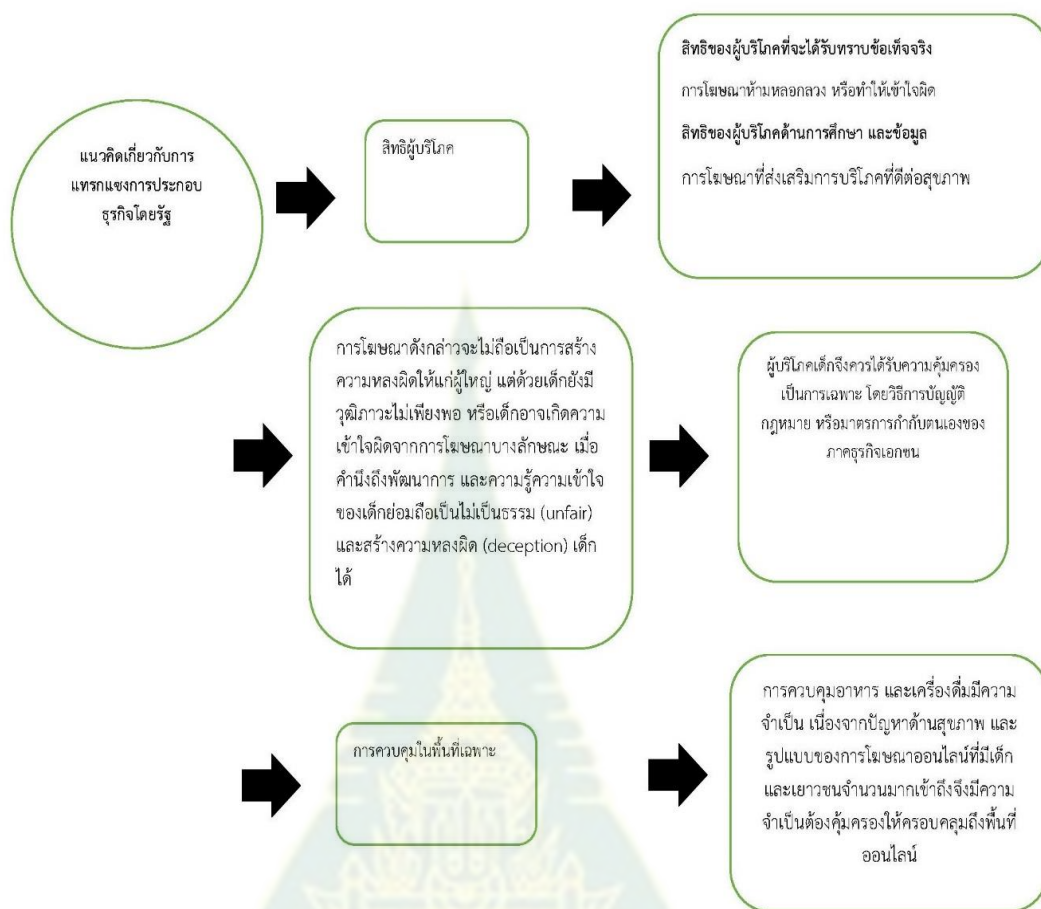 แนวคิดเกี่ยวกับการ
แทรกแซงการประกอบ
ธุรกิจโดยรัฐ
สิทธิผู้บริโภค
สิทธิของผู้บริโภคที่จะได้รับทราบข้อเท็จจริง
การโฆษณาห้ามหลอกลวง หรือทำให้เข้าใจผิด
สิทธิของผู้บริโภคด้านการศึกษา และข้อมูล
การโฆษณาที่ส่งเสริมการบริโภคที่ดีต่อสุขภาพ
การโฆษณาดังกล่าวจะไม่ถือเป็นการสร้าง
ความหลงผิดให้แก่ผู้ใหญ่ แต่ด้วยเด็กยังมี
วุฒิภาวะไม่เพียงพอ หรือเด็กอาจเกิดความ
เข้าใจผิดจากการโฆษณาบางลักษณะ เมื่อ
คำนึงถึงพัฒนาการ และความรู้ความเข้าใจ
ของเด็กย่อมถือเป็นไม่เป็นธรรม (unfair)
และสร้างความหลงผิด (deception) เด็ก
ได้
ผู้บริโภคเด็กจึงควรได้รับความคุ้มครอง
เป็นการเฉพาะ โดยวิธีการบัญญัติ
กฎหมาย หรือมาตรการกำกับตนเองของ
ภาคธุรกิจเอกชน
การควบคุมในพื้นที่เฉพาะ
การควบคุมอาหาร และเครื่องดื่มมีความ
จำเป็น เนื่องจากปัญหาด้านสุขภาพ และ
รูปแบบของการโฆษณาออนไลน์ที่มีเด็ก
และเยาวชนจำนวนมากเข้าถึงจึงมีความ
จำเป็นต้องคุ้มครองให้ครอบคลุมถึงพื้นที่
ออนไลน์